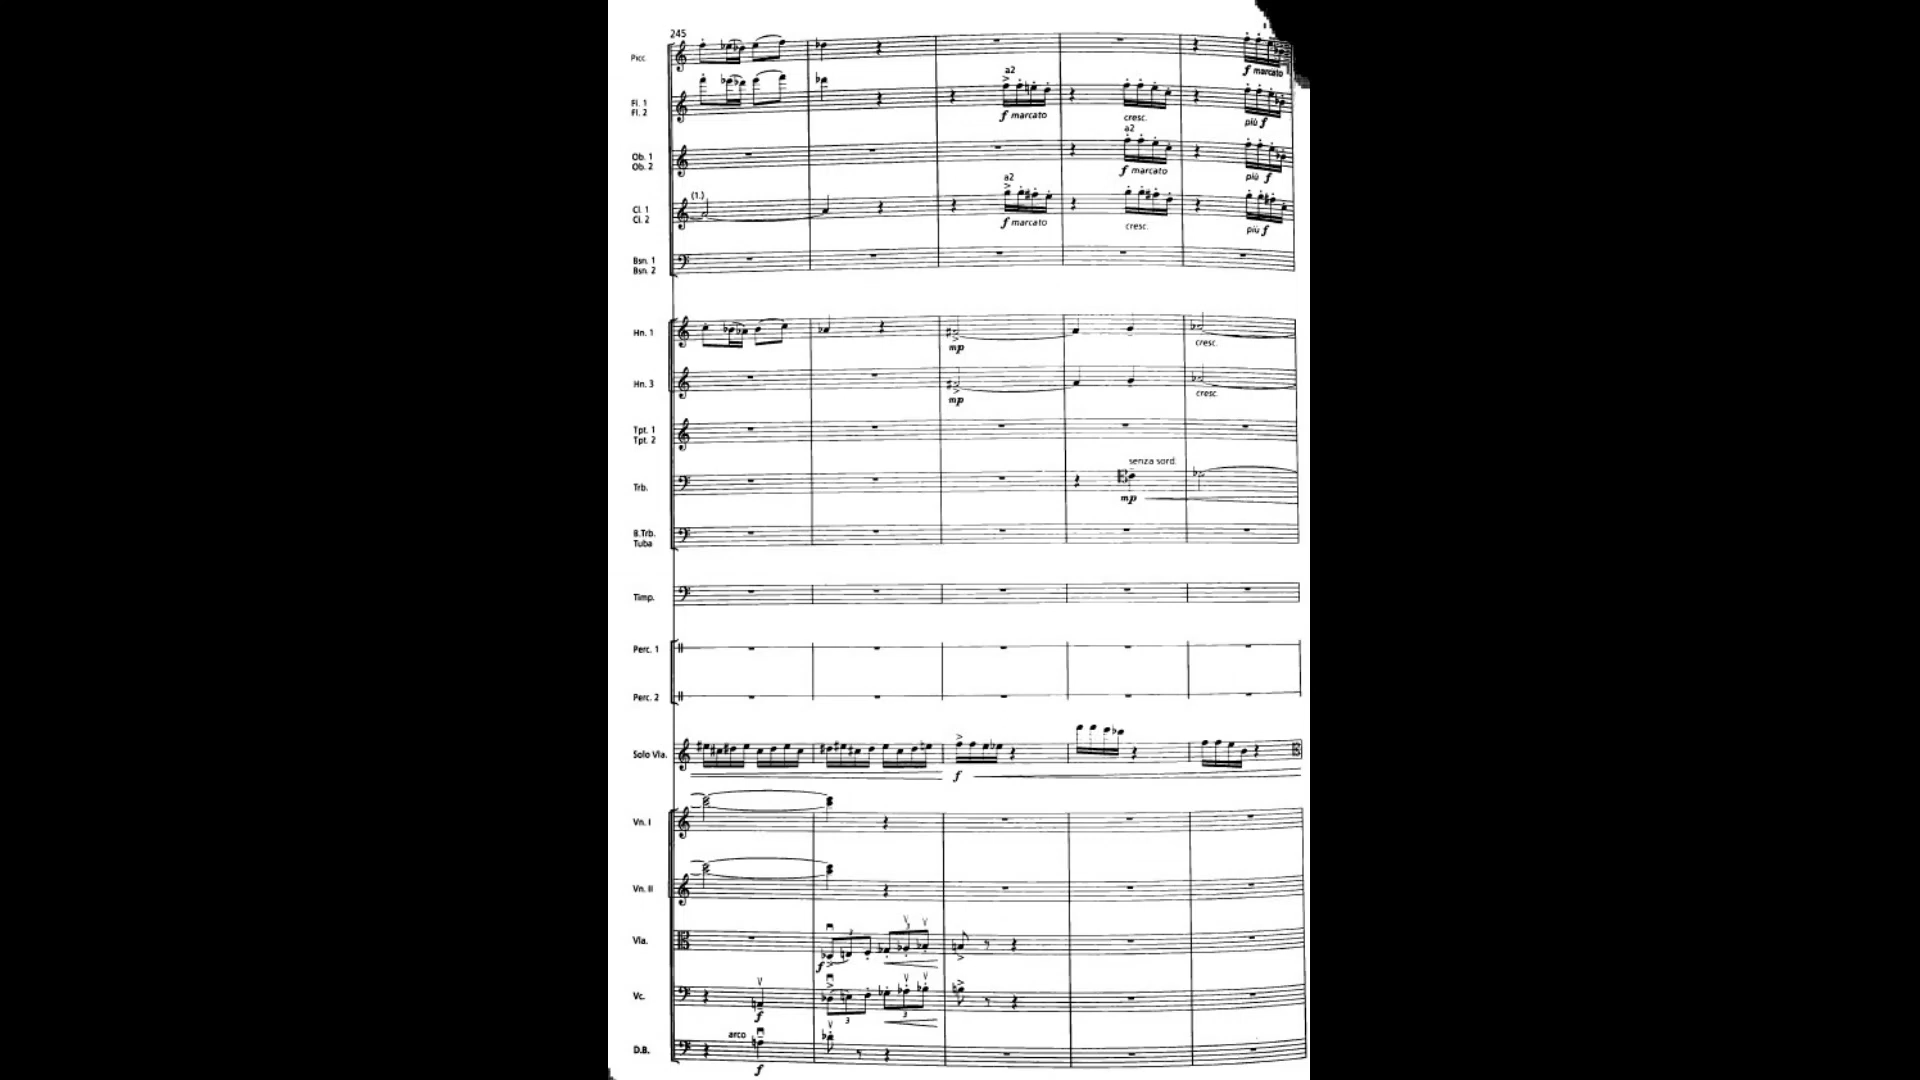 245
Picc.
f marcato
Fl. 1
Fl. 2
a2
f marcato
cresc.
più f
Ob. 1
Ob. 2
a2
f marcato
più f
Cl. 1
Cl. 2
(1.)
a2
f marcato
cresc.
più f
Bsn. 1
Bsn. 2
Hn. 1
mp
cresc.
Hn. 3
mp
cresc.
Tpt. 1
Tpt. 2
Trb.
senza sord.
mp
B.Trb.
Tuba
Timp.
Perc. 1
Perc. 2
Solo Vla.
f
Vn. I
Vn. II
Vla.
3
3
f
Vc.
f
3
3
D.B.
arco
f